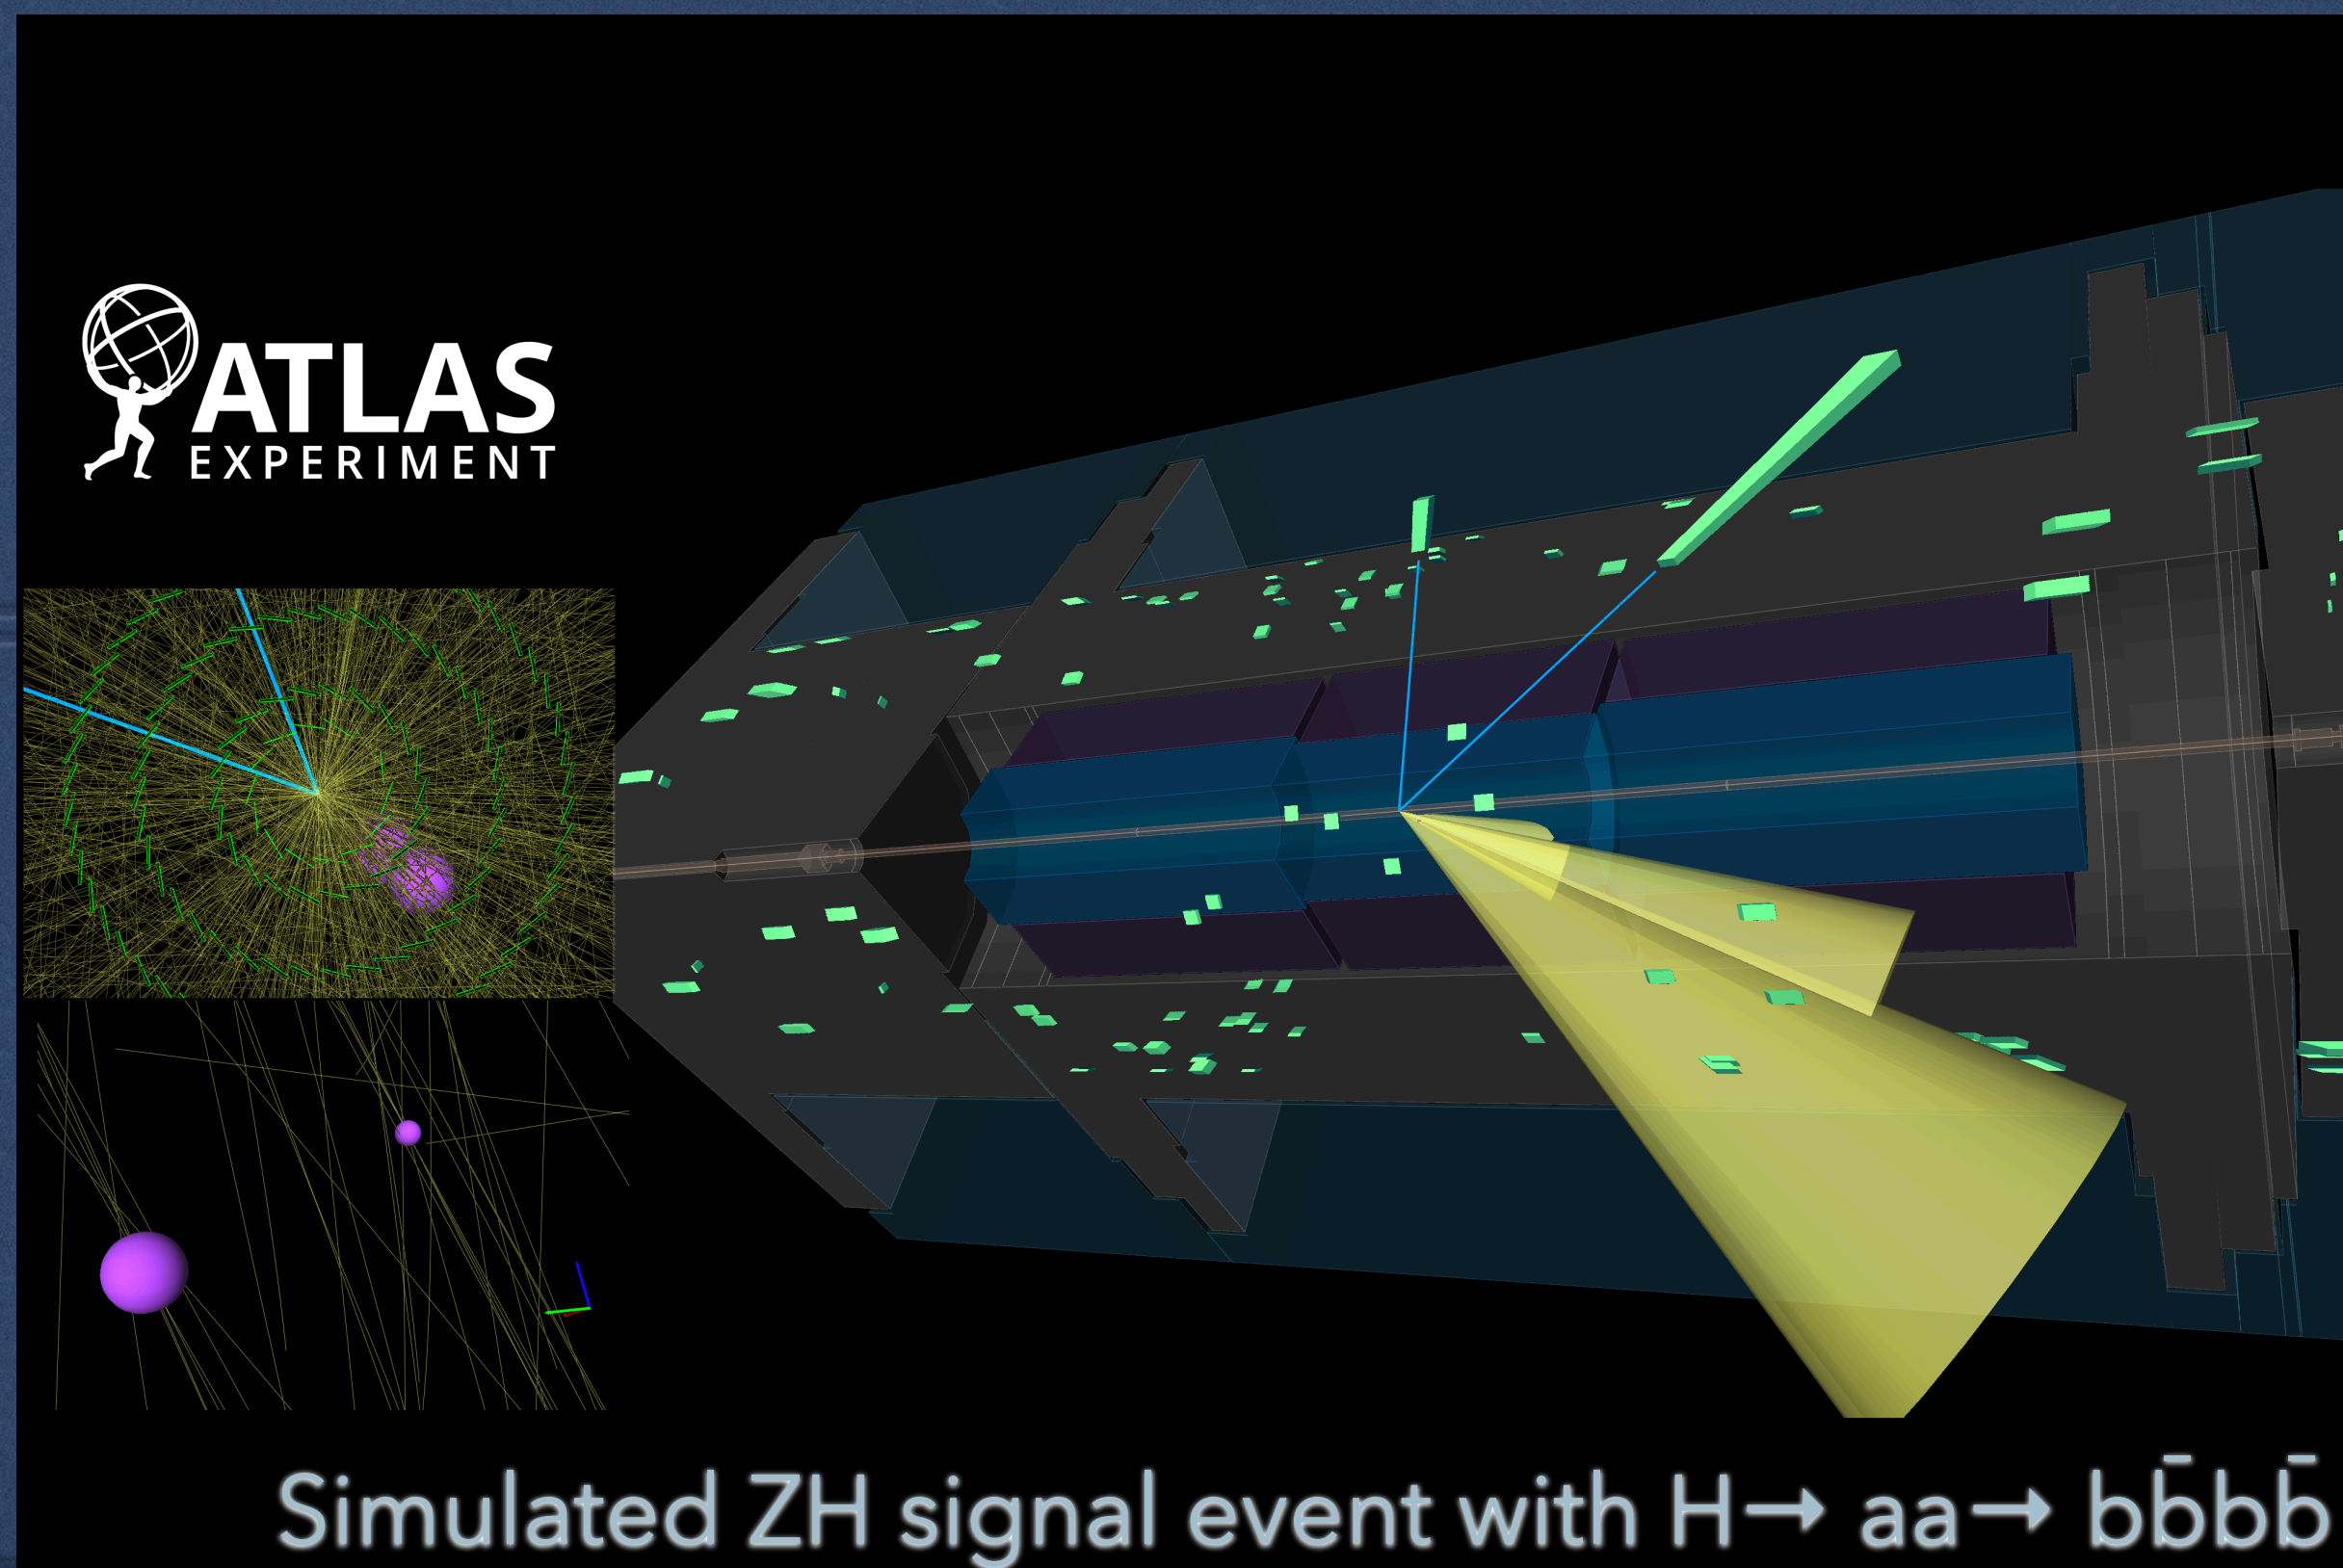 ATLAS
EXPERIMENT
Simulated ZH signal event with H→ aa→ bb̄bb̄